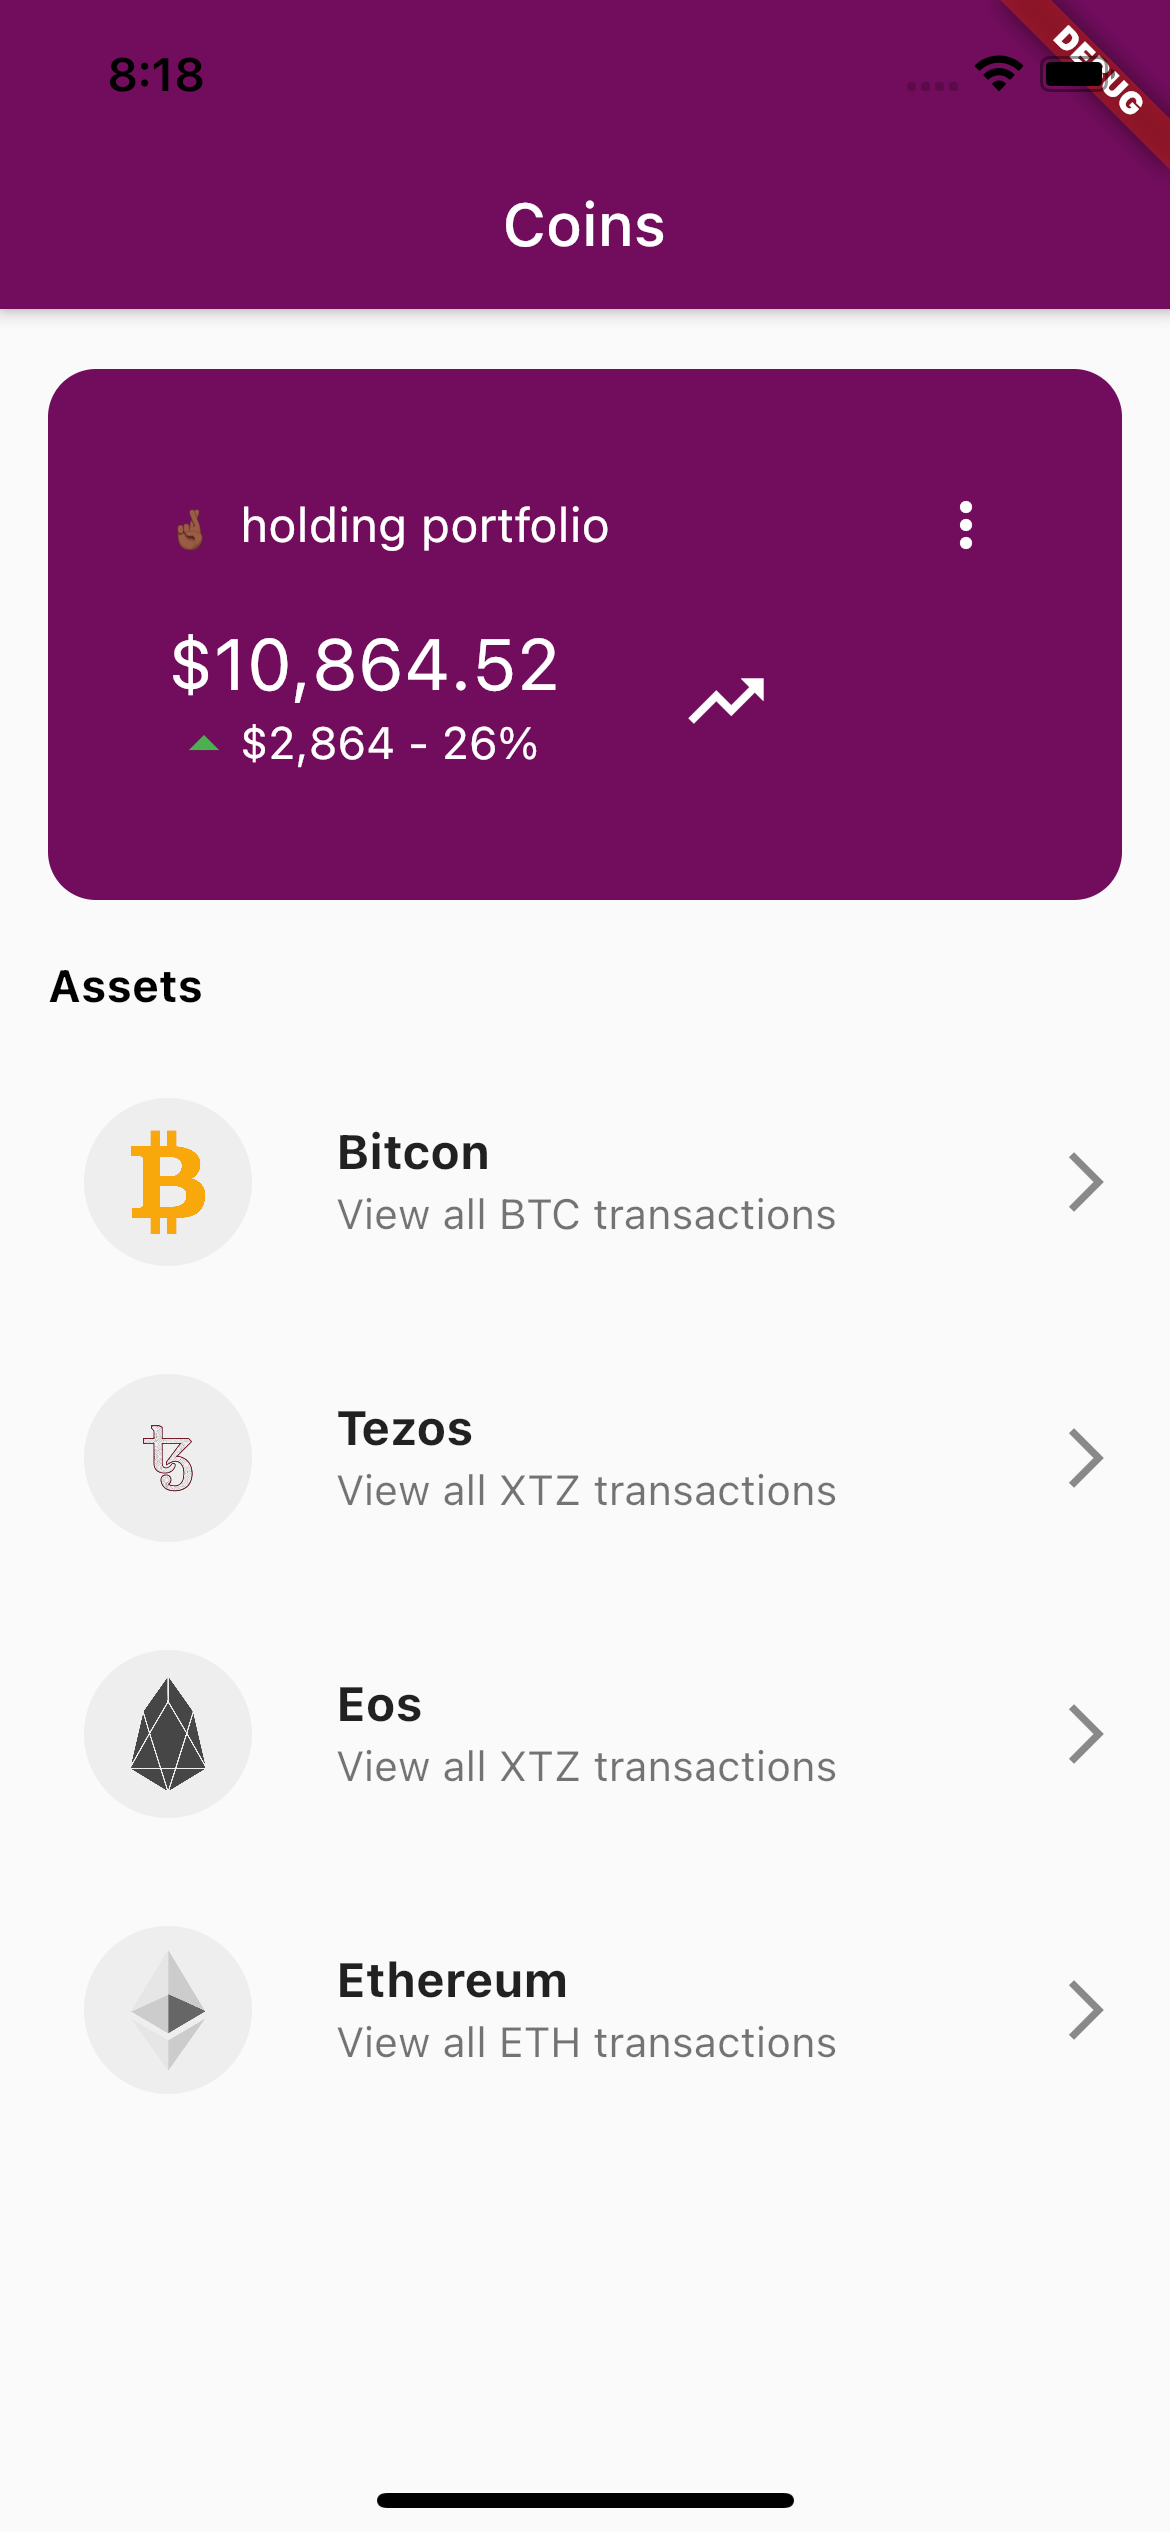 8:18
DEBUG
Coins
🤞🏾 holding portfolio
$10,864.52
$2,864 - 26%
Assets
Bitcon
View all BTC transactions
Tezos
View all XTZ transactions
Eos
View all XTZ transactions
Ethereum
View all ETH transactions